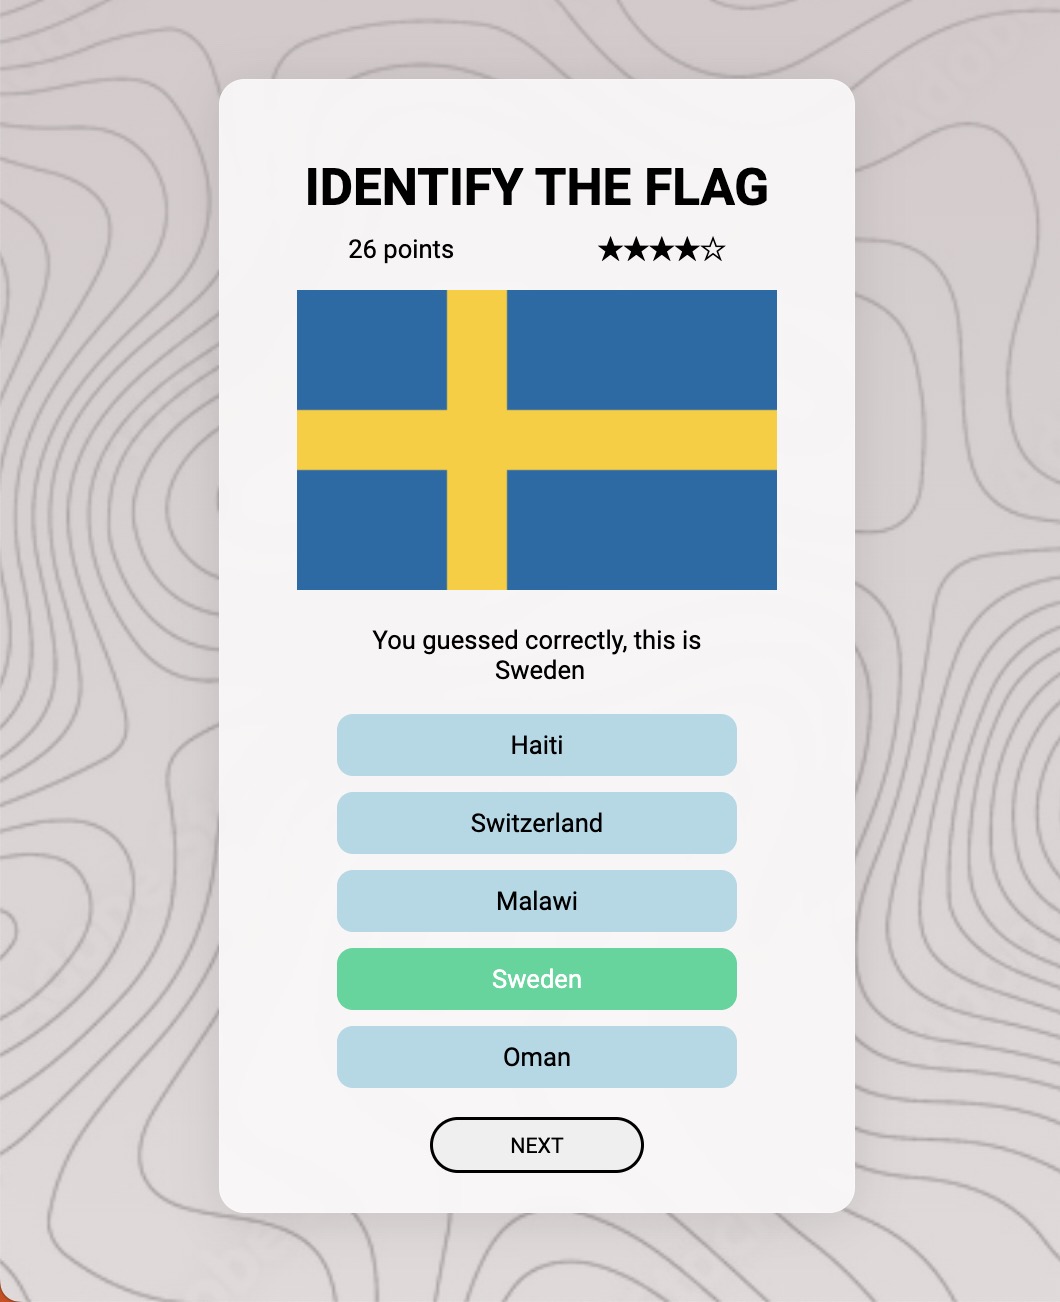 IDENTIFY THE FLAG
26 points ★★★★☆
You guessed correctly, this is
Sweden
Haiti
Switzerland
Malawi
Sweden
Oman
NEXT